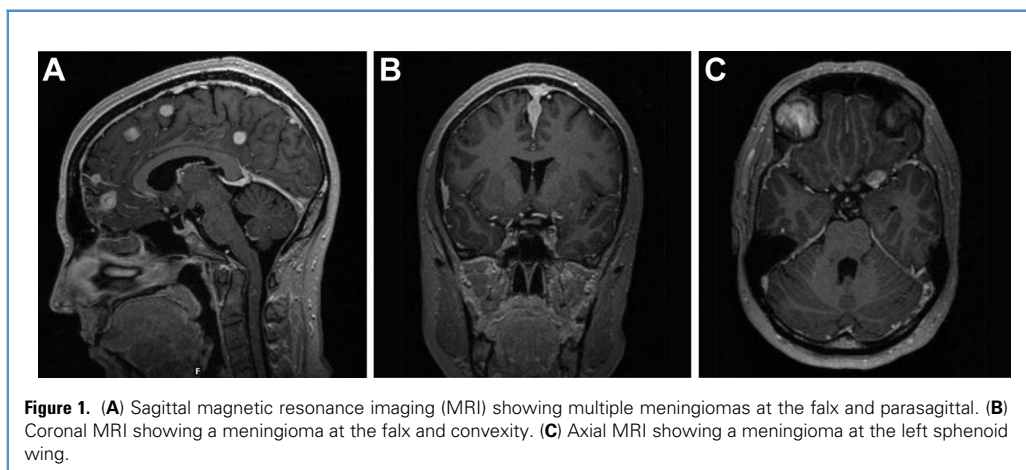 A B C
F
Figure 1. (A) Sagittal magnetic resonance imaging (MRI) showing multiple meningiomas at the falx and parasagittal. (B)
Coronal MRI showing a meningioma at the falx and convexity. (C) Axial MRI showing a meningioma at the left sphenoid
wing.